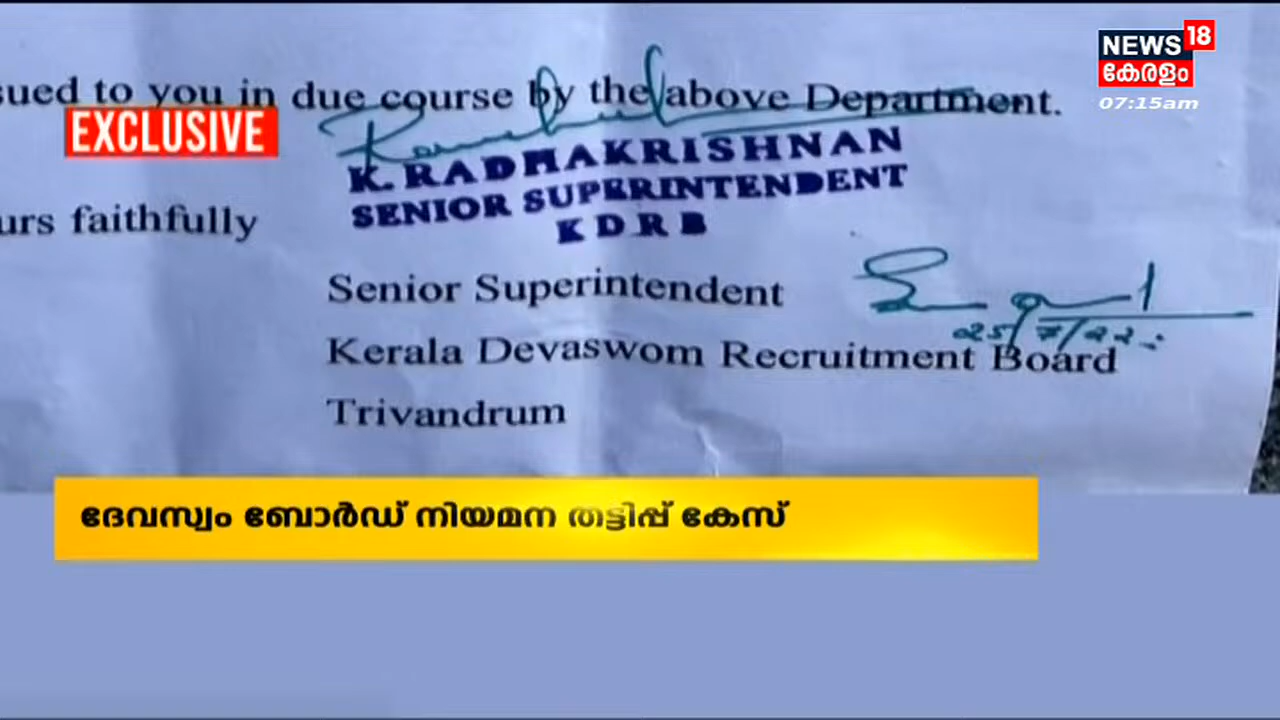 NEWS 18
കേരളം
07:15am
sued to you in due course by the above Department.
EXCLUSIVE
K. RADHAKRISHNAN
SENIOR SUPERINTENDENT
K D R B
urs faithfully
Senior Superintendent
25/7/22
Kerala Devaswom Recruitment Board
Trivandrum
ദേവസ്വം ബോർഡ് നിയമന തട്ടിപ്പ് കേസ്